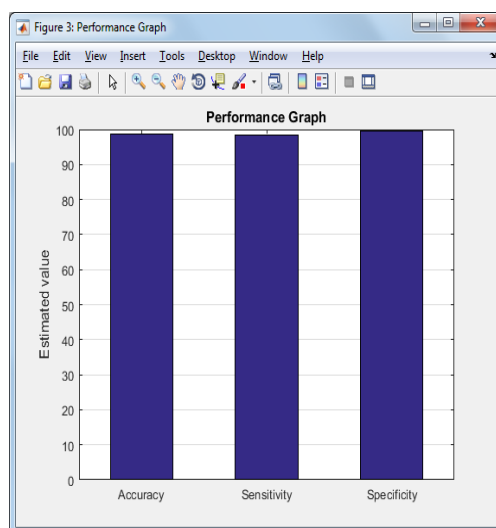 Figure 3: Performance Graph
File Edit View Insert Tools Desktop Window Help
Performance Graph
100
90
80
70
60
50
40
30
20
10
0
Estimated value
Accuracy Sensitivity Specificity